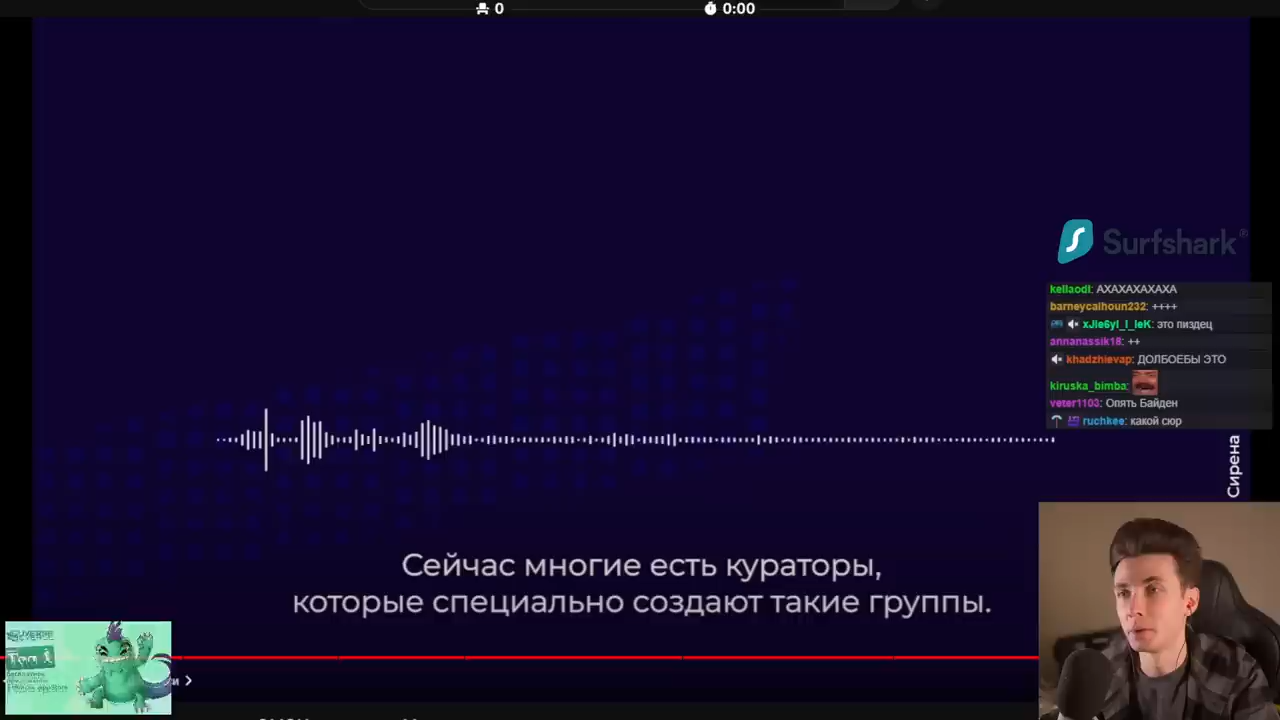 0
0:00
Surfshark®
kellaodi: АХАХАХАХАХА
barneycalhoun232: ++++
xJle6yl_l_leK: это пиздец
annanassik18: ++
khadzhievap: ДОЛБОЕБЫ ЭТО
kiruska_bimba:
veter1103: Опять Байден
ruchkee: какой сюр
Сирена
Сейчас многие есть кураторы,
которые специально создают такие группы.